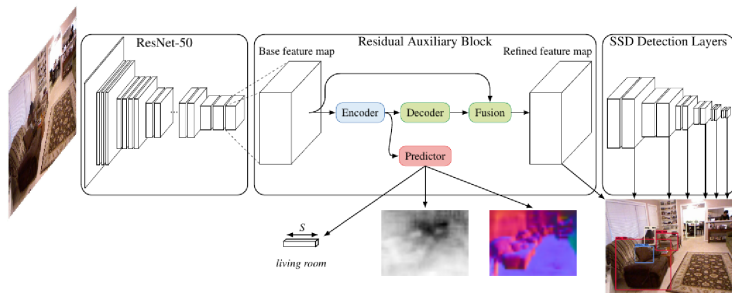 ResNet-50
Residual Auxiliary Block
SSD Detection Layers
Base feature map
Refined feature map
Encoder
Decoder
Fusion
Predictor
S
living room